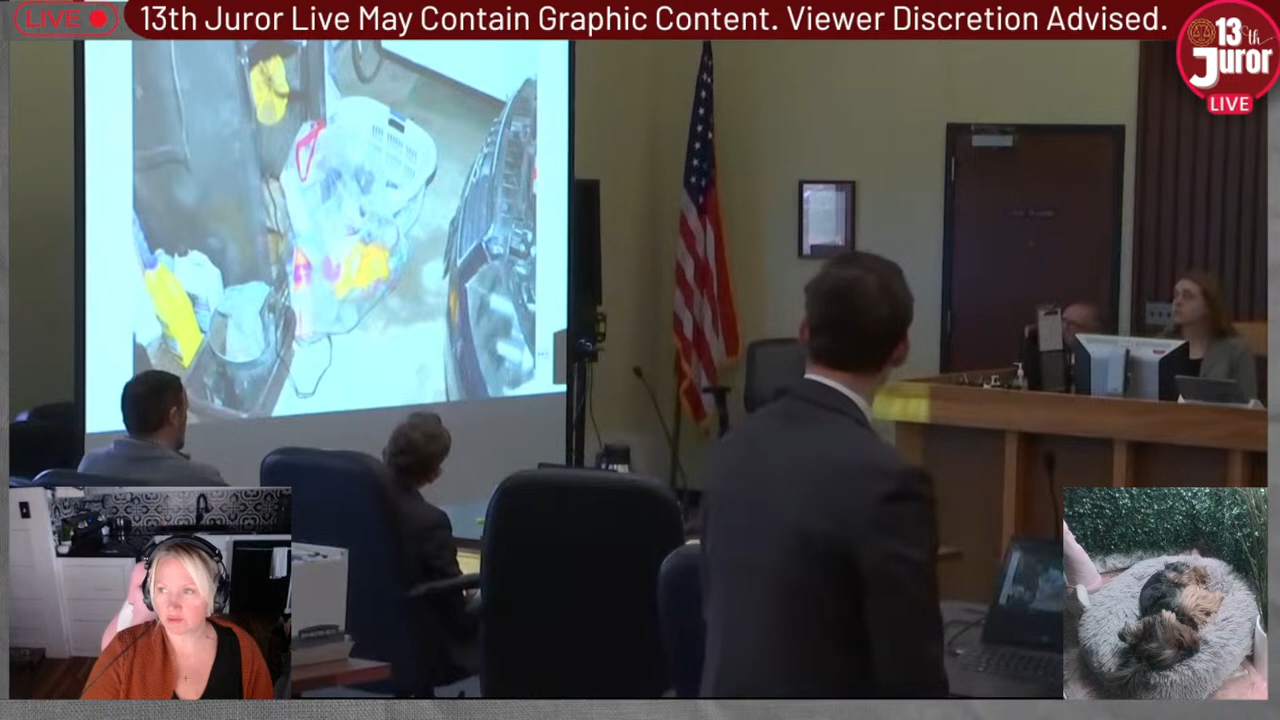 LIVE
13th Juror Live May Contain Graphic Content. Viewer Discretion Advised.
13th
Juror
LIVE